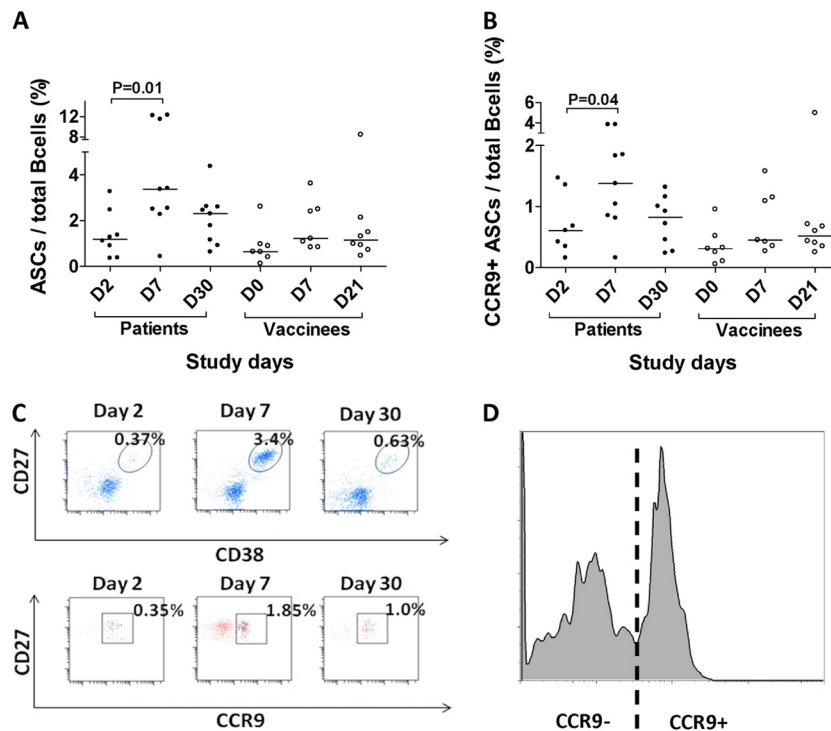 A
P=0.01
ASCs / total Bcells (%)
12
8
4
2
0
D2
D7
D30
D0
D7
D21
Patients
Vaccinees
Study days
B
P=0.04
CCR9+ ASCs / total Bcells (%)
6
4
2
1
0
D2
D7
D30
D0
D7
D21
Patients
Vaccinees
Study days
C
Day 2
Day 7
Day 30
0.37%
3.4%
0.63%
CD27
CD38
Day 2
Day 7
Day 30
0.35%
1.85%
1.0%
CD27
CCR9
D
CCR9-
CCR9+